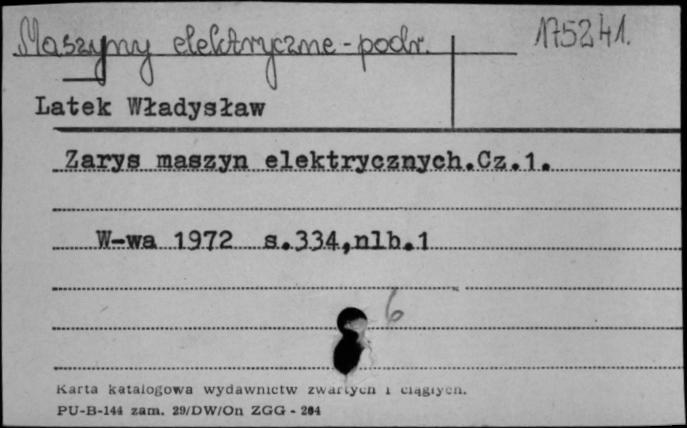 Maszyny elektryczne - podr. 175241.
Latek Władysław
Zarys maszyn elektrycznych.Cz.1.
W-wa 1972 s.334,nlb.1
6
Karta katalogowa wydawnictw zwartych i ciągłych.
PU-B-144 zam. 29/DW/On ZGG - 204